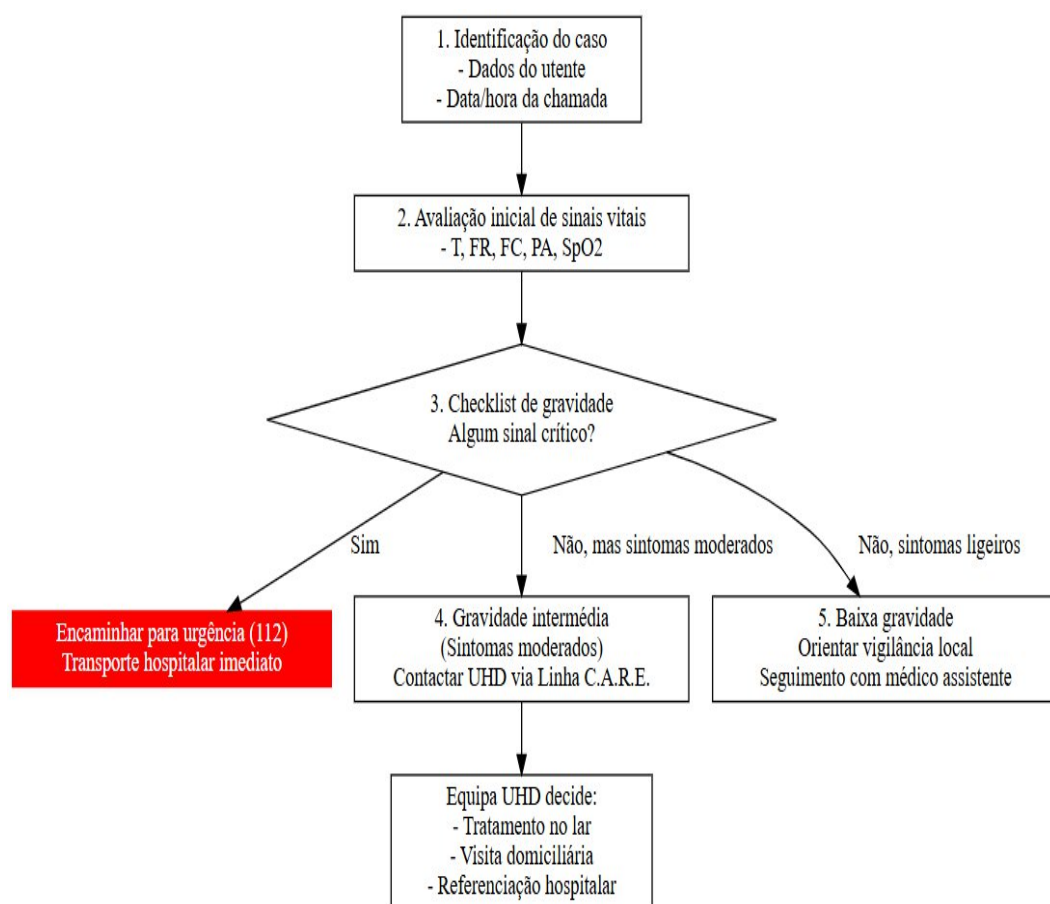 1. Identificação do caso
- Dados do utente
- Data/hora da chamada
2. Avaliação inicial de sinais vitais
- T, FR, FC, PA, SpO2
3. Checklist de gravidade
Algum sinal crítico?
Sim
Não, mas sintomas moderados
Não, sintomas ligeiros
Encaminhar para urgência (112)
Transporte hospitalar imediato
4. Gravidade intermédia
(Sintomas moderados)
Contactar UHD via Linha C.A.R.E.
5. Baixa gravidade
Orientar vigilância local
Seguimento com médico assistente
Equipa UHD decide:
- Tratamento no lar
- Visita domiciliária
- Referenciação hospitalar